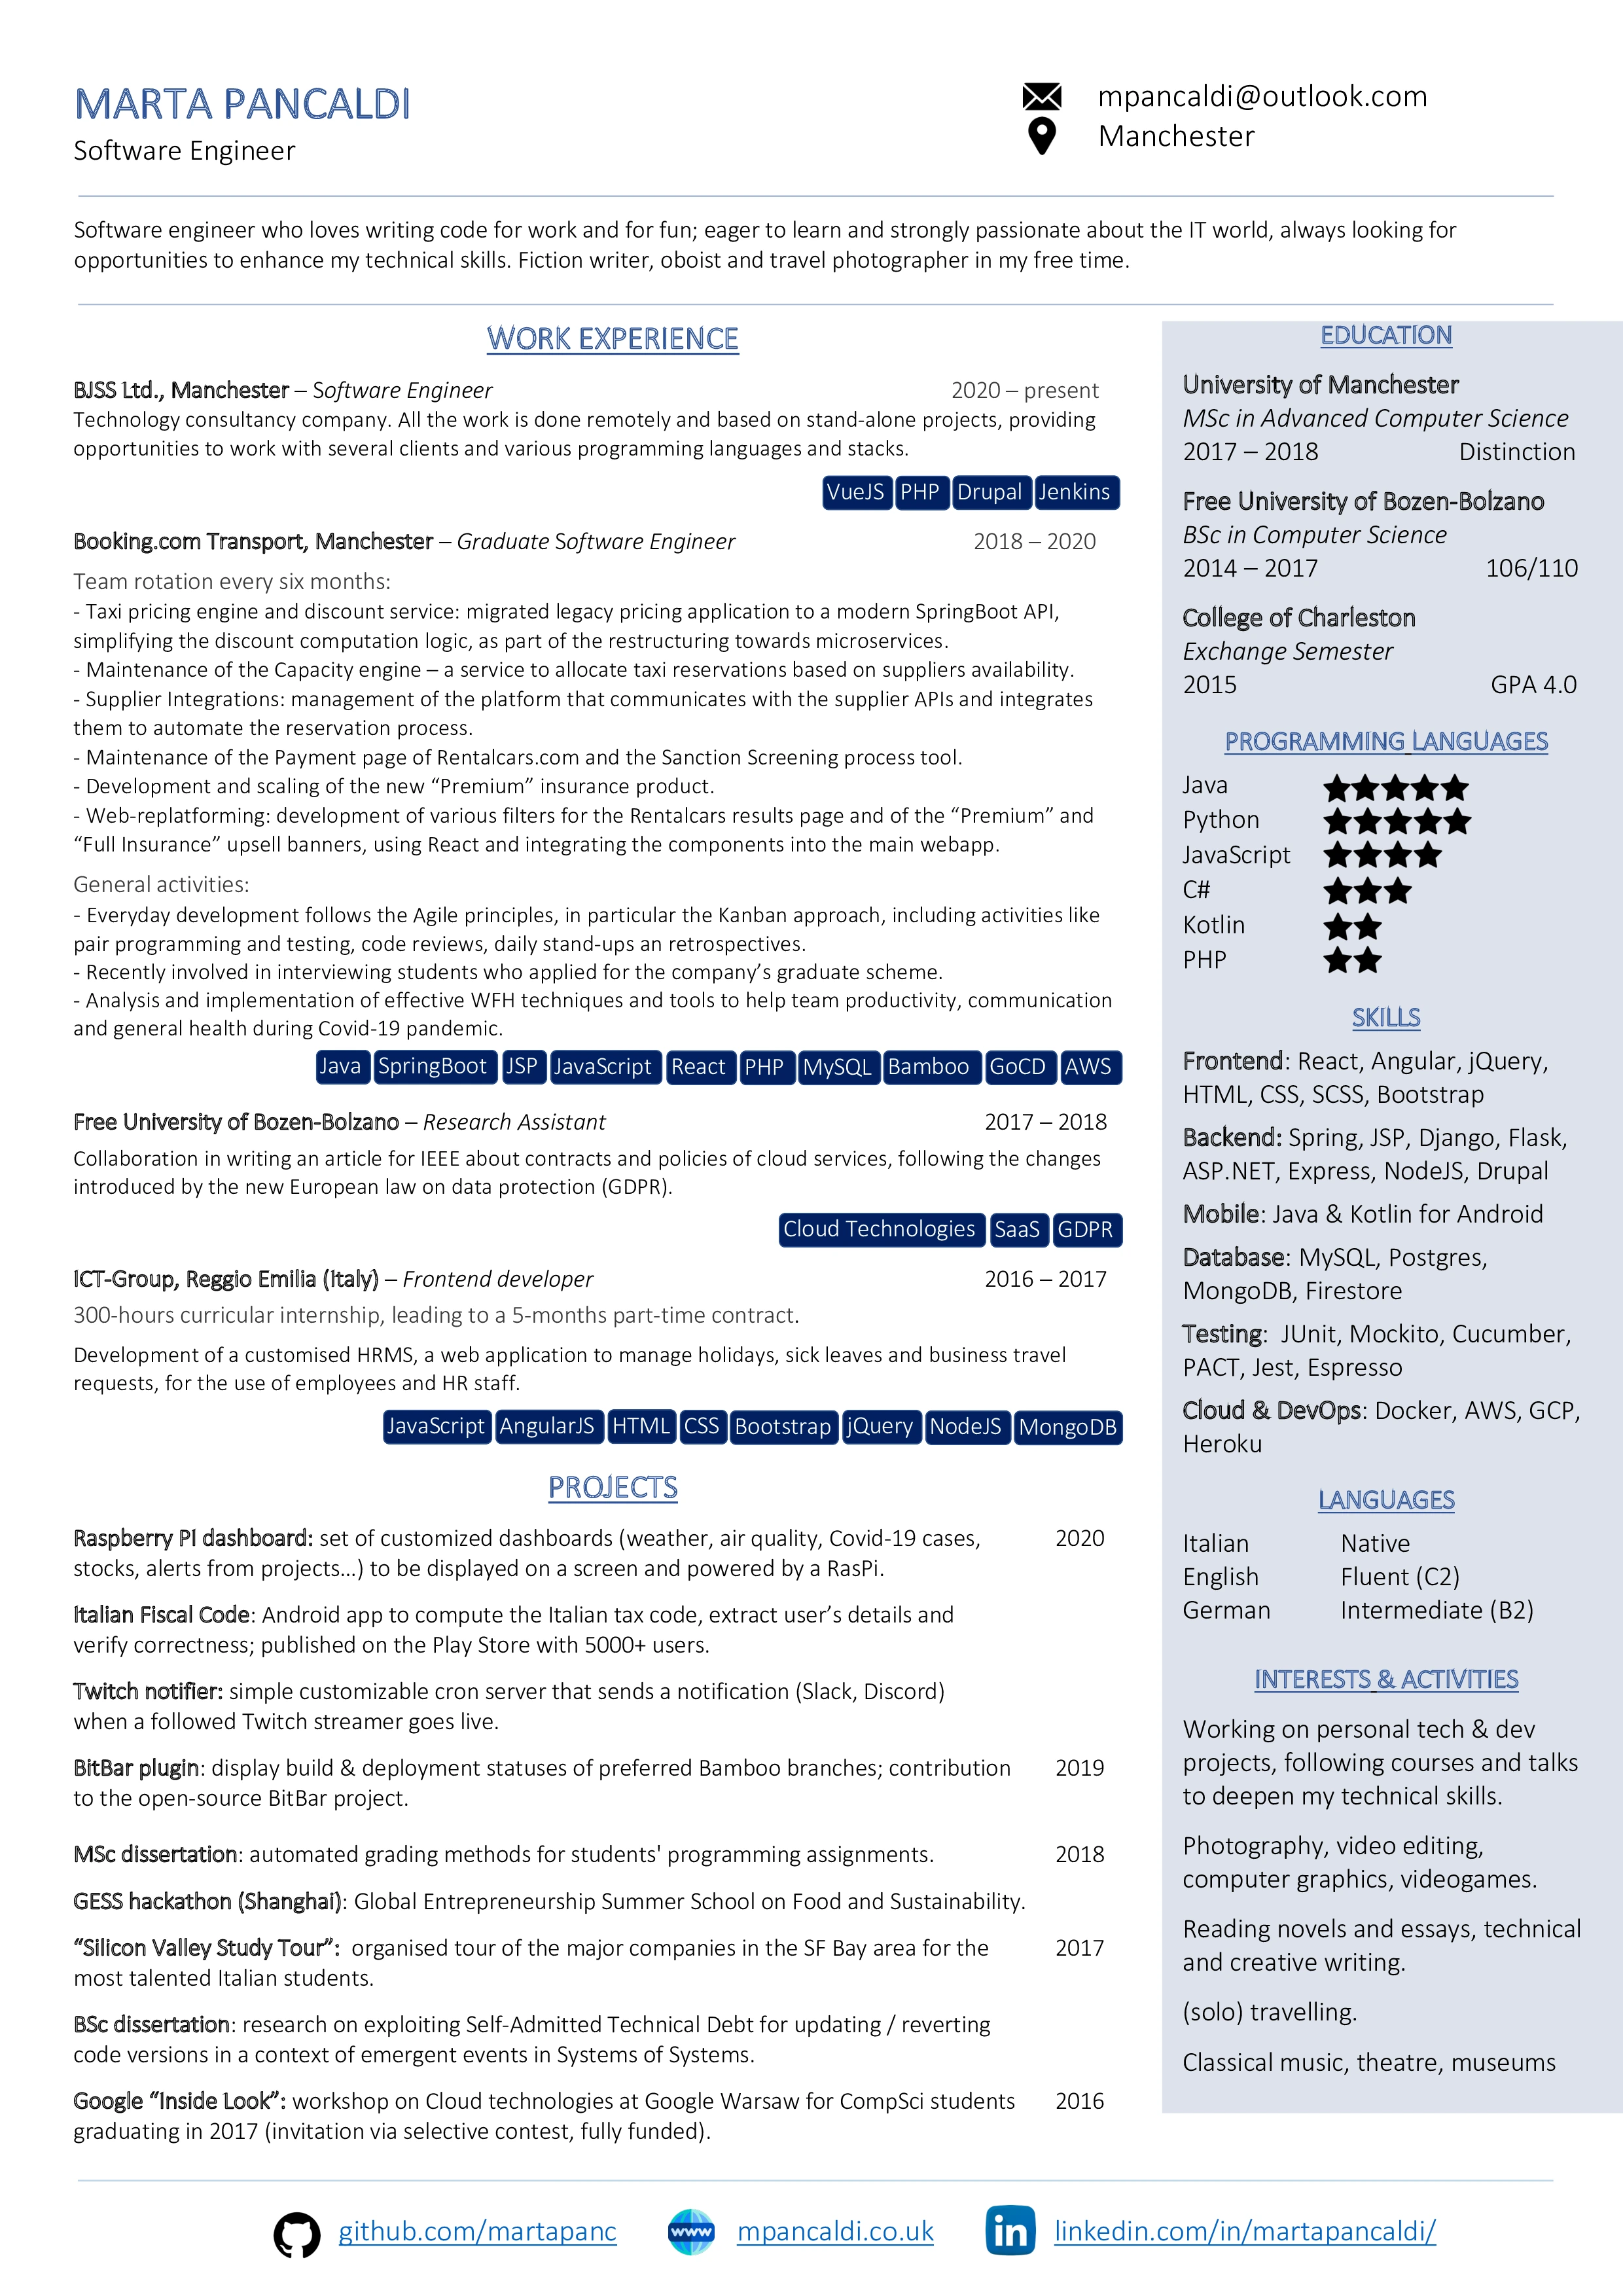 MARTA PANCALDI
Software Engineer
mpancaldi@outlook.com
Manchester
Software engineer who loves writing code for work and for fun; eager to learn and strongly passionate about the IT world, always looking for
opportunities to enhance my technical skills. Fiction writer, oboist and travel photographer in my free time.
WORK EXPERIENCE
BJSS Ltd., Manchester – Software Engineer 2020 – present
Technology consultancy company. All the work is done remotely and based on stand-alone projects, providing
opportunities to work with several clients and various programming languages and stacks.
VueJS PHP Drupal Jenkins
Booking.com Transport, Manchester – Graduate Software Engineer 2018 – 2020
Team rotation every six months:
- Taxi pricing engine and discount service: migrated legacy pricing application to a modern SpringBoot API,
simplifying the discount computation logic, as part of the restructuring towards microservices.
- Maintenance of the Capacity engine – a service to allocate taxi reservations based on suppliers availability.
- Supplier Integrations: management of the platform that communicates with the supplier APIs and integrates
them to automate the reservation process.
- Maintenance of the Payment page of Rentalcars.com and the Sanction Screening process tool.
- Development and scaling of the new “Premium” insurance product.
- Web-replatforming: development of various filters for the Rentalcars results page and of the “Premium” and
“Full Insurance” upsell banners, using React and integrating the components into the main webapp.
General activities:
- Everyday development follows the Agile principles, in particular the Kanban approach, including activities like
pair programming and testing, code reviews, daily stand-ups an retrospectives.
- Recently involved in interviewing students who applied for the company’s graduate scheme.
- Analysis and implementation of effective WFH techniques and tools to help team productivity, communication
and general health during Covid-19 pandemic.
Java SpringBoot JSP JavaScript React PHP MySQL Bamboo GoCD AWS
Free University of Bozen-Bolzano – Research Assistant 2017 – 2018
Collaboration in writing an article for IEEE about contracts and policies of cloud services, following the changes
introduced by the new European law on data protection (GDPR).
Cloud Technologies SaaS GDPR
ICT-Group, Reggio Emilia (Italy) – Frontend developer 2016 – 2017
300-hours curricular internship, leading to a 5-months part-time contract.
Development of a customised HRMS, a web application to manage holidays, sick leaves and business travel
requests, for the use of employees and HR staff.
JavaScript AngularJS HTML CSS Bootstrap jQuery NodeJS MongoDB
PROJECTS
Raspberry PI dashboard: set of customized dashboards (weather, air quality, Covid-19 cases, 2020
stocks, alerts from projects…) to be displayed on a screen and powered by a RasPi.
Italian Fiscal Code: Android app to compute the Italian tax code, extract user’s details and
verify correctness; published on the Play Store with 5000+ users.
Twitch notifier: simple customizable cron server that sends a notification (Slack, Discord)
when a followed Twitch streamer goes live.
BitBar plugin: display build & deployment statuses of preferred Bamboo branches; contribution 2019
to the open-source BitBar project.
MSc dissertation: automated grading methods for students' programming assignments. 2018
GESS hackathon (Shanghai): Global Entrepreneurship Summer School on Food and Sustainability.
“Silicon Valley Study Tour”: organised tour of the major companies in the SF Bay area for the 2017
most talented Italian students.
BSc dissertation: research on exploiting Self-Admitted Technical Debt for updating / reverting
code versions in a context of emergent events in Systems of Systems.
Google “Inside Look”: workshop on Cloud technologies at Google Warsaw for CompSci students 2016
graduating in 2017 (invitation via selective contest, fully funded).
EDUCATION
University of Manchester
MSc in Advanced Computer Science
2017 – 2018 Distinction
Free University of Bozen-Bolzano
BSc in Computer Science
2014 – 2017 106/110
College of Charleston
Exchange Semester
2015 GPA 4.0
PROGRAMMING LANGUAGES
Java ★★★★★
Python ★★★★★
JavaScript ★★★★
C# ★★★
Kotlin ★★
PHP ★★
SKILLS
Frontend: React, Angular, jQuery,
HTML, CSS, SCSS, Bootstrap
Backend: Spring, JSP, Django, Flask,
ASP.NET, Express, NodeJS, Drupal
Mobile: Java & Kotlin for Android
Database: MySQL, Postgres,
MongoDB, Firestore
Testing: JUnit, Mockito, Cucumber,
PACT, Jest, Espresso
Cloud & DevOps: Docker, AWS, GCP,
Heroku
LANGUAGES
Italian Native
English Fluent (C2)
German Intermediate (B2)
INTERESTS & ACTIVITIES
Working on personal tech & dev
projects, following courses and talks
to deepen my technical skills.
Photography, video editing,
computer graphics, videogames.
Reading novels and essays, technical
and creative writing.
(solo) travelling.
Classical music, theatre, museums
github.com/martapanc
www mpancaldi.co.uk
in linkedin.com/in/martapancaldi/